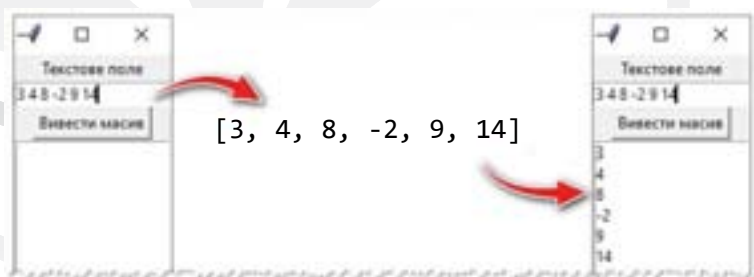 Текстове поле
3 4 8 -2 9 14
Вивести масив
[3, 4, 8, -2, 9, 14]
Текстове поле
3 4 8 -2 9 14
Вивести масив
3
4
8
-2
9
14